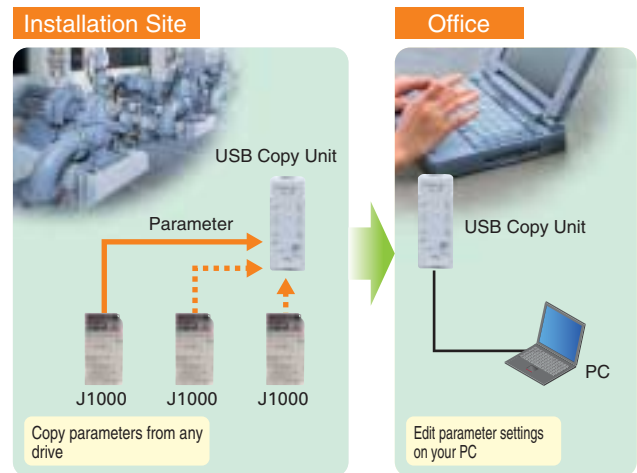 Installation Site
Office
USB Copy Unit
Parameter
J1000
J1000
J1000
Copy parameters from any
drive
USB Copy Unit
PC
Edit parameter settings
on your PC